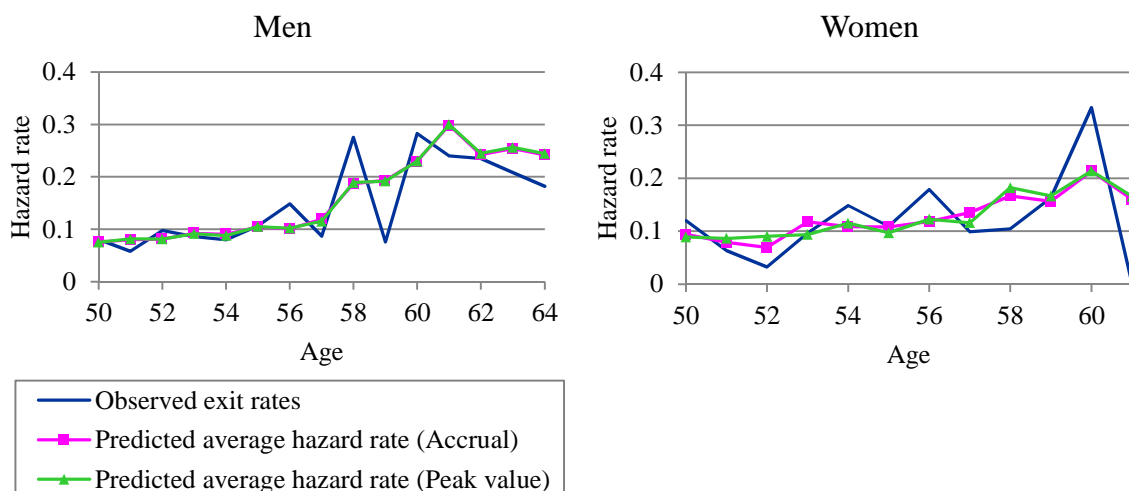 Men
0.4
0.3
0.2
0.1
0
Hazard rate
50 52 54 56 58 60 62 64
Age
Women
0.4
0.3
0.2
0.1
0
Hazard rate
50 52 54 56 58 60
Age
Observed exit rates
Predicted average hazard rate (Accrual)
Predicted average hazard rate (Peak value)